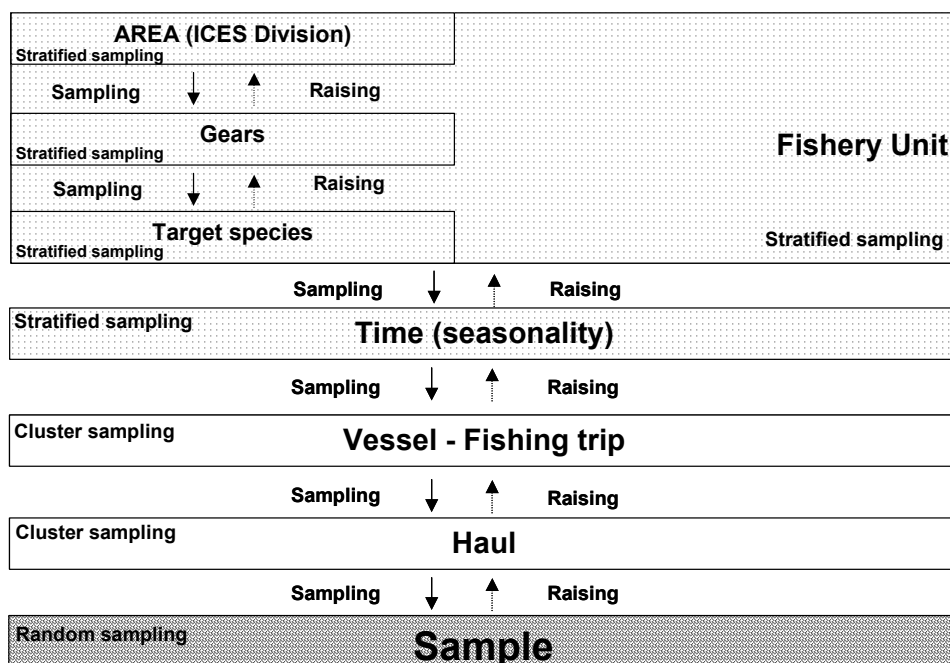 AREA (ICES Division)
Stratified sampling
Sampling Raising
Gears
Stratified sampling
Sampling Raising
Target species
Stratified sampling
Fishery Unit
Stratified sampling
Sampling Raising
Stratified sampling
Time (seasonality)
Sampling Raising
Cluster sampling
Vessel - Fishing trip
Sampling Raising
Cluster sampling
Haul
Sampling Raising
Random sampling
Sample